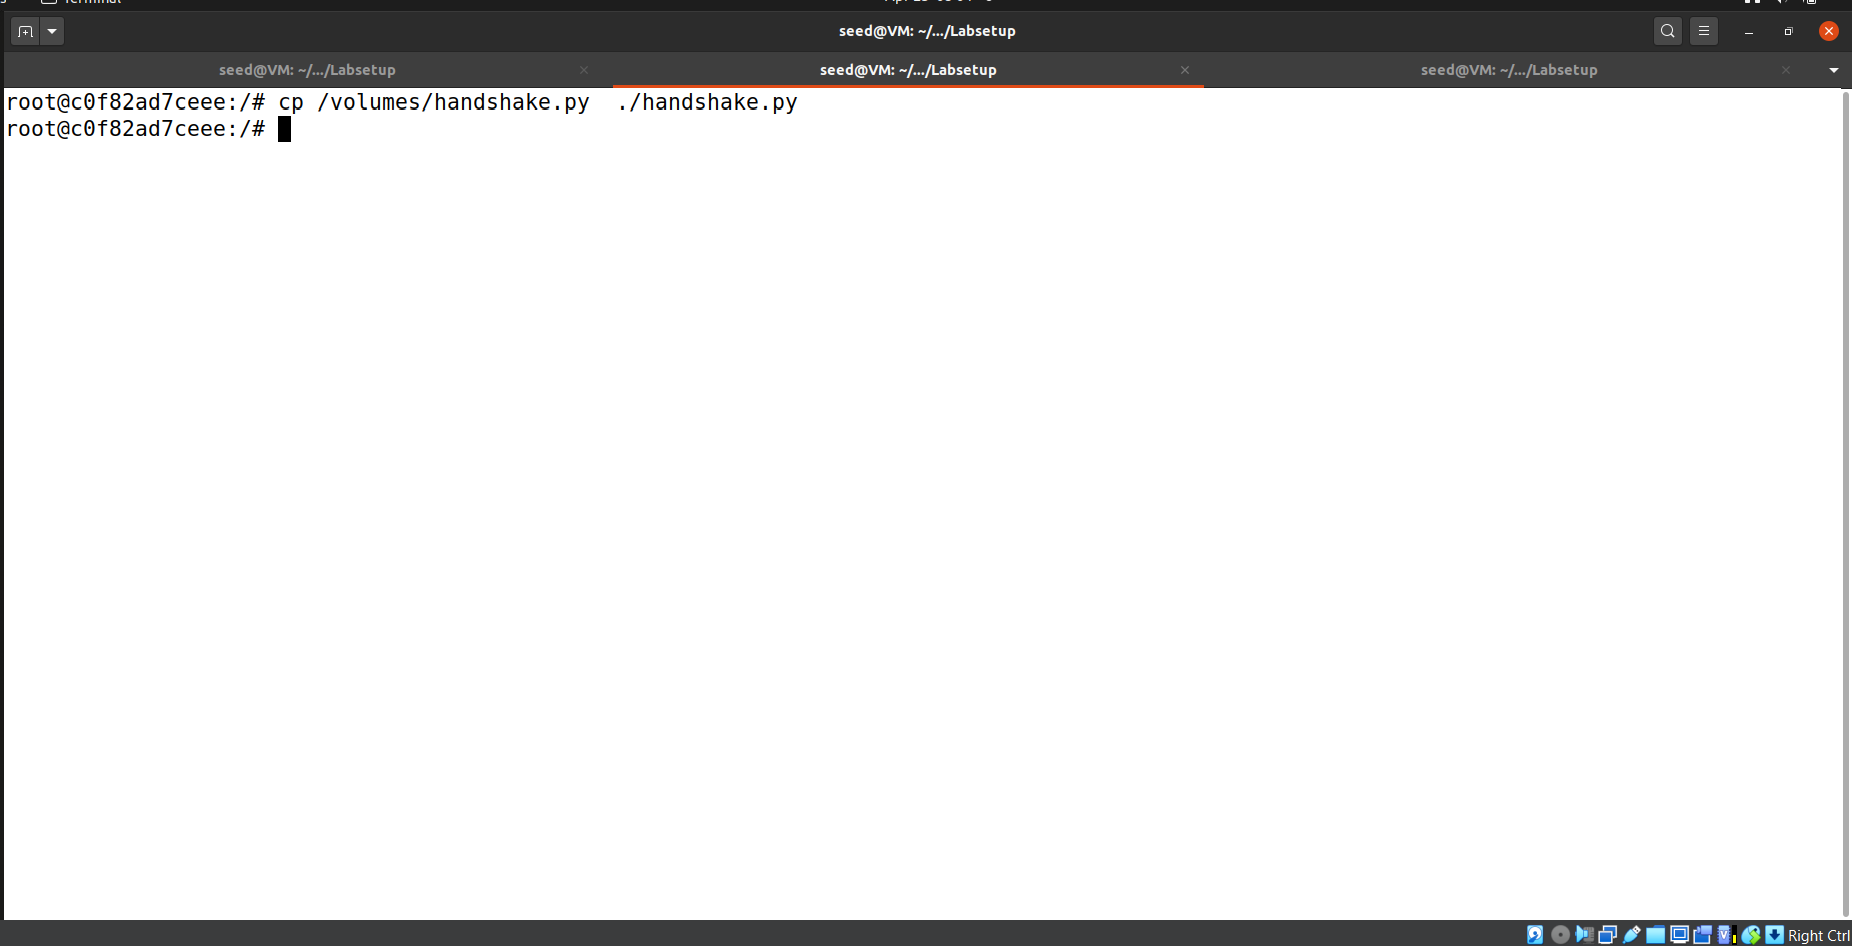 Terminal
seed@VM: ~/.../Labsetup
seed@VM: ~/.../Labsetup
seed@VM: ~/.../Labsetup
seed@VM: ~/.../Labsetup
root@c0f82ad7ceee:/# cp /volumes/handshake.py  ./handshake.py
root@c0f82ad7ceee:/#
Right Ctrl